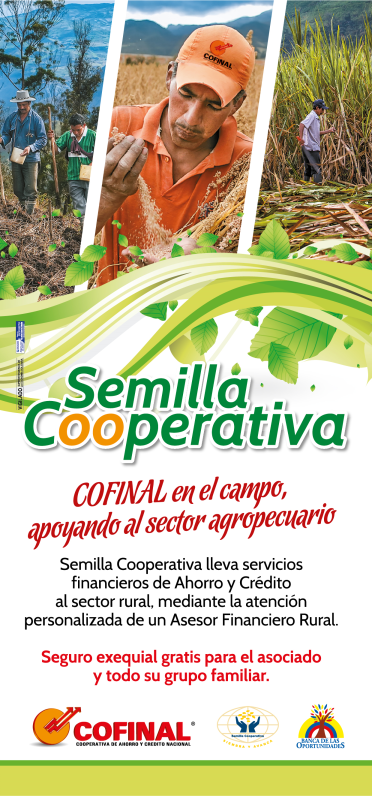 COFINAL
Semilla
Cooperativa
COFINAL en el campo,
apoyando al sector agropecuario
Semilla Cooperativa lleva servicios
financieros de Ahorro y Crédito
al sector rural, mediante la atención
personalizada de un Asesor Financiero Rural.
Seguro exequial gratis para el asociado
y todo su grupo familiar.
VIGILADO
COFINAL®
COOPERATIVA DE AHORRO Y CRÉDITO NACIONAL
Semilla Cooperativa
BANCA DE LAS
OPORTUNIDADES